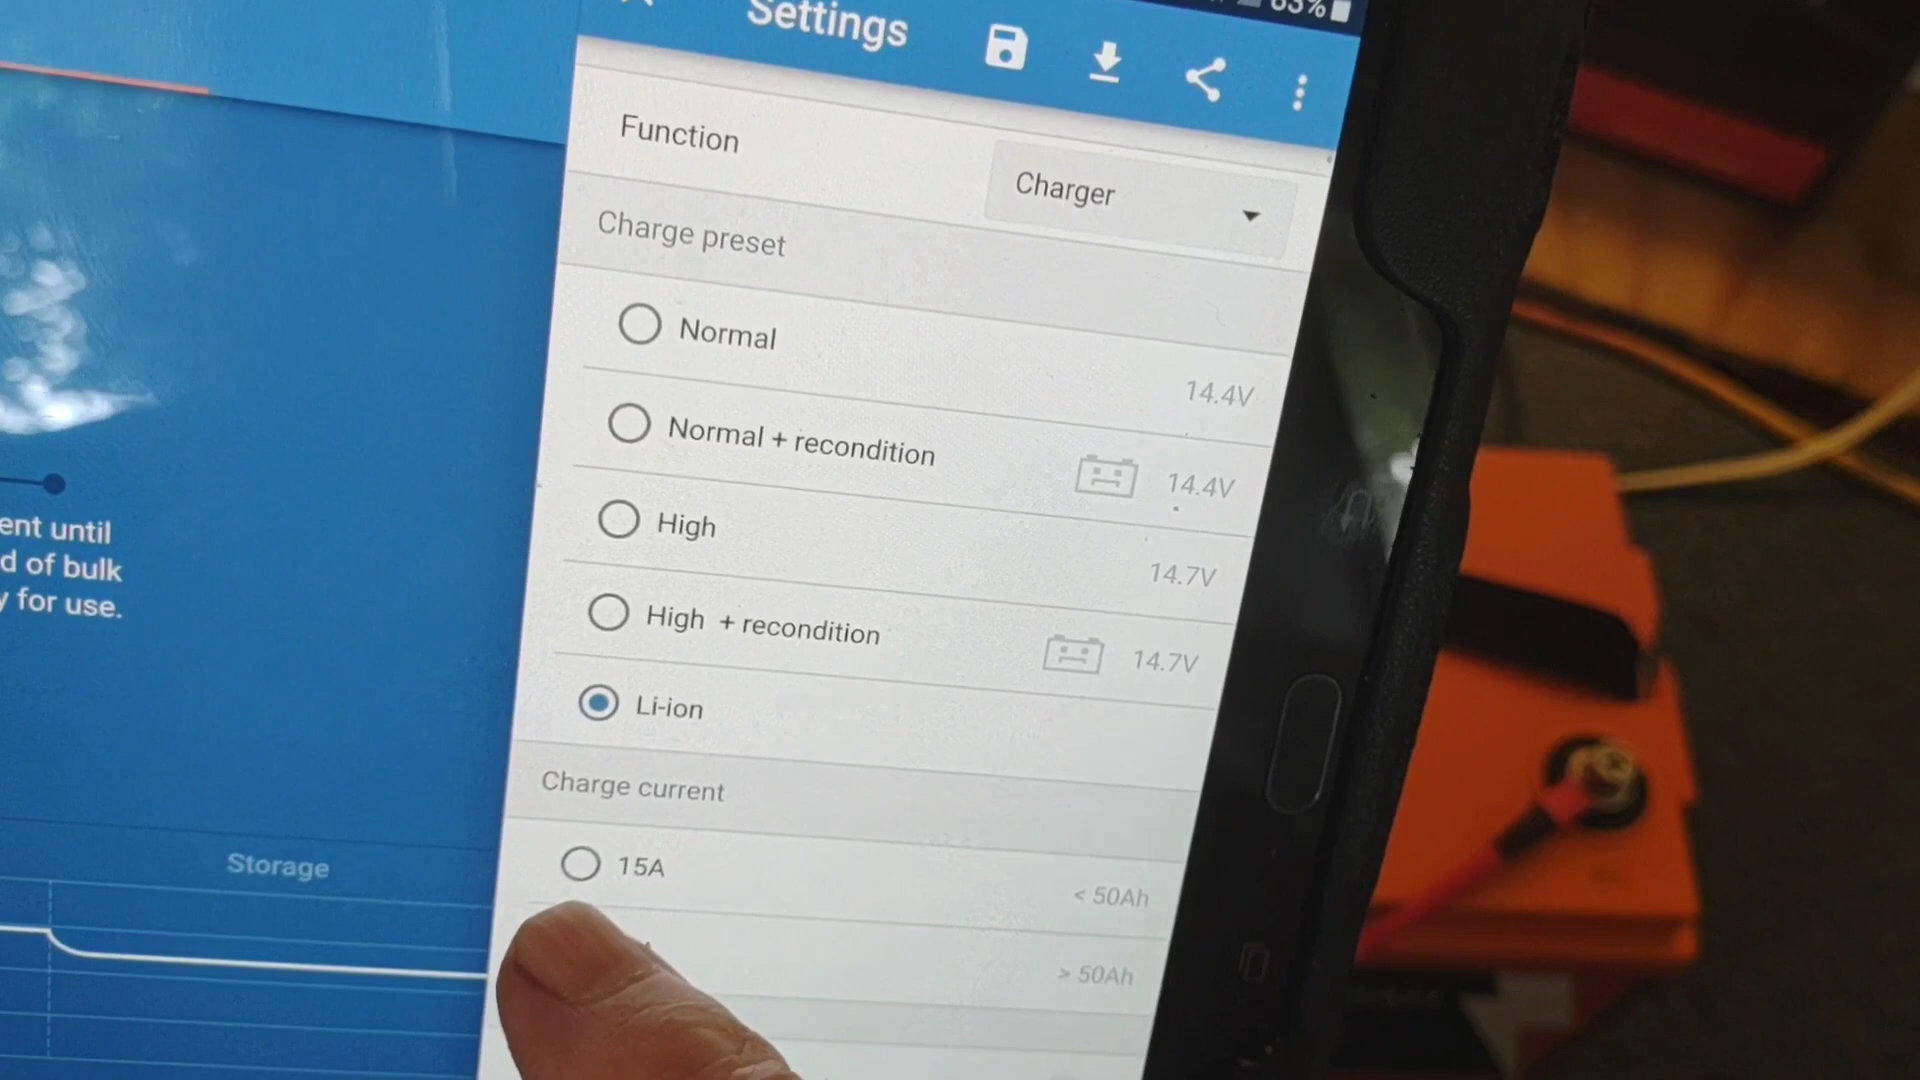 Settings
Function
Charger
Charge preset
Normal
14.4V
Normal + recondition
14.4V
High
14.7V
High + recondition
14.7V
Li-ion
Charge current
15A
< 50Ah
> 50Ah
until
of bulk
for use.
Storage